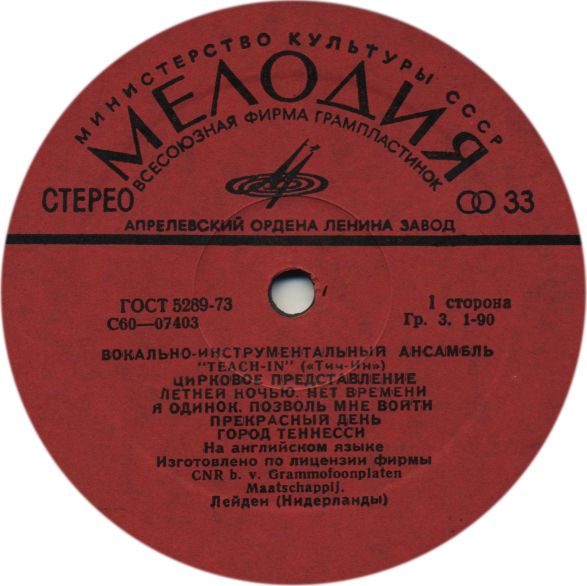 МИНИСТЕРСТВО КУЛЬТУРЫ СССР
МЕЛОДИЯ
ВСЕСОЮЗНАЯ ФИРМА ГРАМПЛАСТИНОК
СТЕРЕО 33
АПРЕЛЕВСКИЙ ОРДЕНА ЛЕНИНА ЗАВОД
ГОСТ 5289-73 1 сторона
С60—07403 Гр. 3. 1-90
ВОКАЛЬНО-ИНСТРУМЕНТАЛЬНЫЙ АНСАМБЛЬ
"TEACH-IN" («Тич-Ин»)
ЦИРКОВОЕ ПРЕДСТАВЛЕНИЕ
ЛЕТНЕЙ НОЧЬЮ. НЕТ ВРЕМЕНИ
Я ОДИНОК. ПОЗВОЛЬ МНЕ ВОЙТИ
ПРЕКРАСНЫЙ ДЕНЬ
ГОРОД ТЕННЕССИ
На английском языке
Изготовлено по лицензии фирмы
CNR b. v. Grammofoonplaten
Maatschappij.
Лейден (Нидерланды)